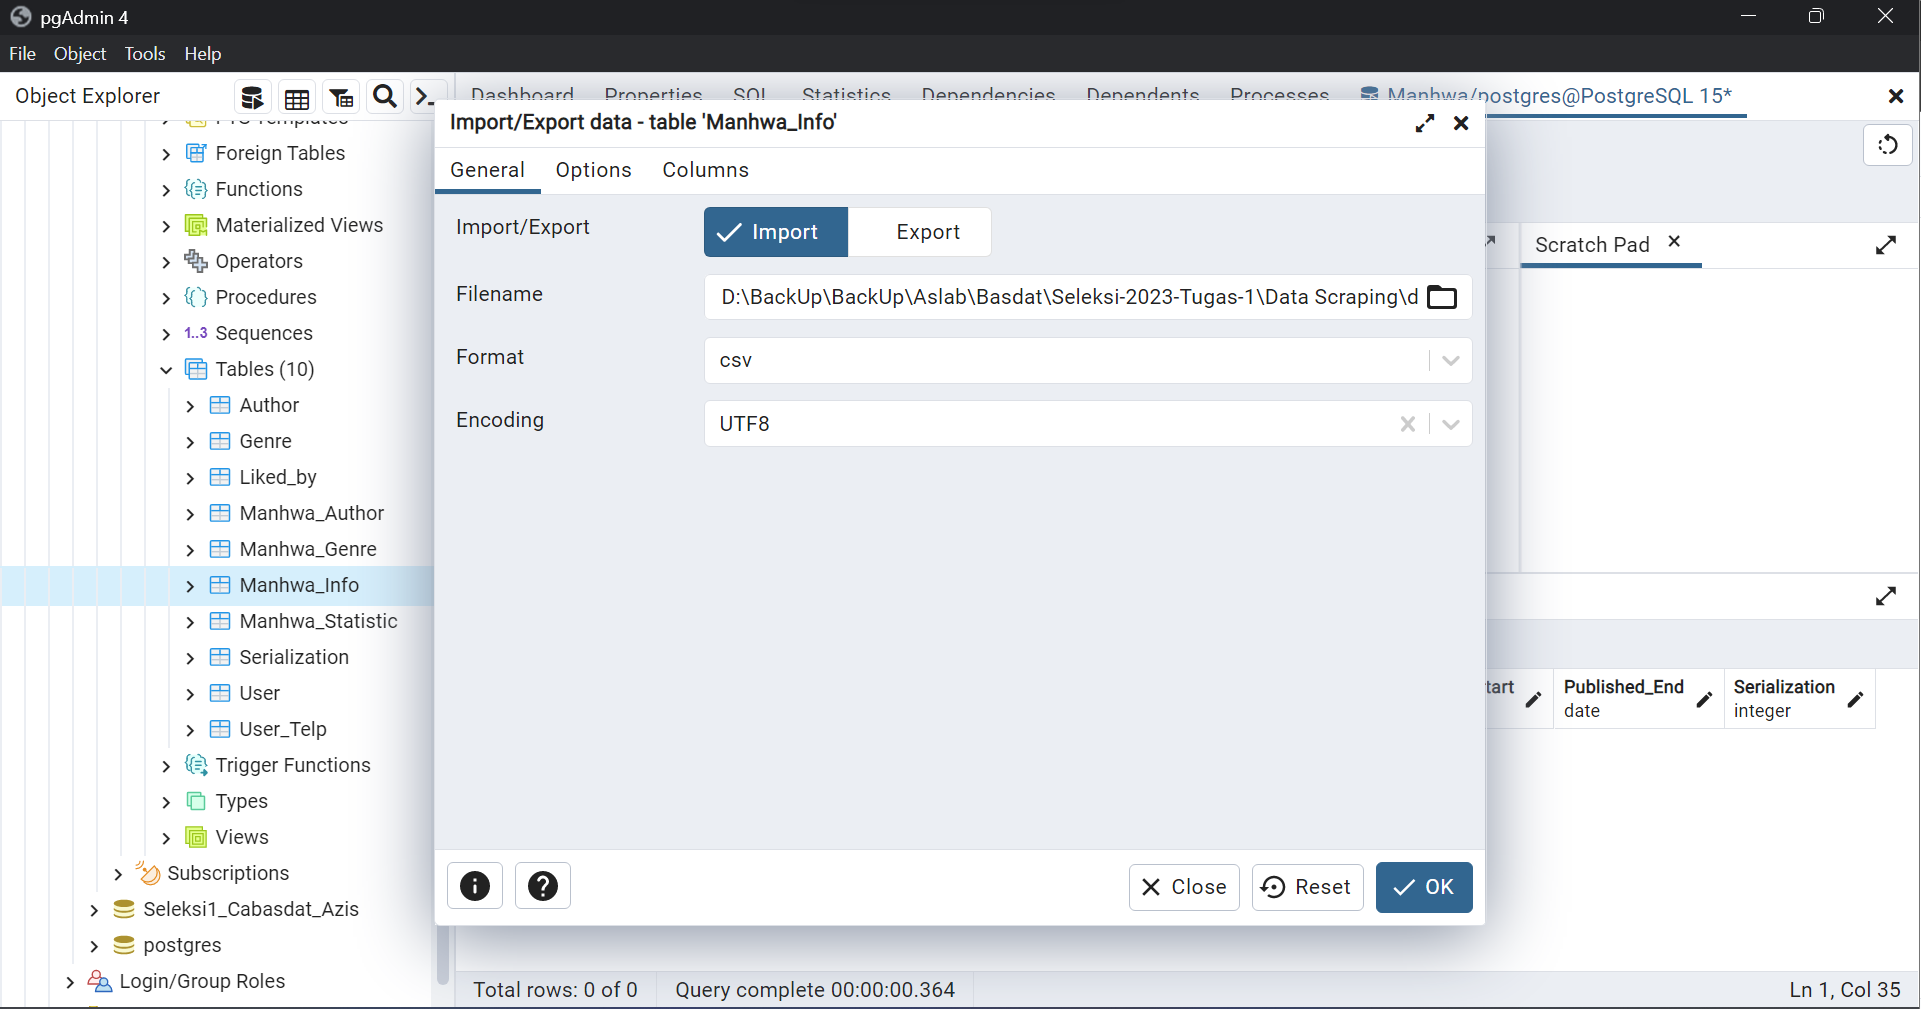 pgAdmin 4
File Object Tools Help
Object Explorer
Dashboard Properties SQL Statistics Dependencies Dependents Processes Manhwa/postgres@PostgreSQL 15*
FTS Templates
Foreign Tables
Functions
Materialized Views
Operators
Procedures
1..3 Sequences
Tables (10)
Author
Genre
Liked_by
Manhwa_Author
Manhwa_Genre
Manhwa_Info
Manhwa_Statistic
Serialization
User
User_Telp
Trigger Functions
Types
Views
Subscriptions
Seleksi1_Cabasdat_Azis
postgres
Login/Group Roles
Import/Export data - table 'Manhwa_Info'
General Options Columns
Import/Export Import Export
Filename D:\BackUp\BackUp\Aslab\Basdat\Seleksi-2023-Tugas-1\Data Scraping\d
Format csv
Encoding UTF8
Close Reset OK
Scratch Pad
tart Published_End Serialization
date integer
Total rows: 0 of 0 Query complete 00:00:00.364 Ln 1, Col 35